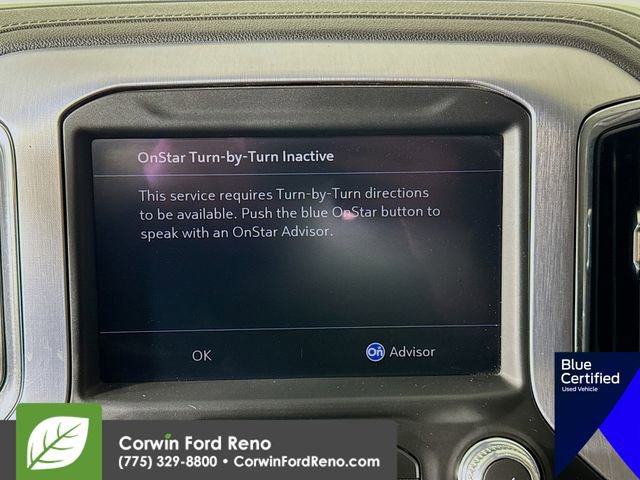 OnStar Turn-by-Turn Inactive
This service requires Turn-by-Turn directions
to be available. Push the blue OnStar button to
speak with an OnStar Advisor.
OK
On Advisor
Blue
Certified
Used Vehicle
Corwin Ford Reno
(775) 329-8800 • CorwinFordReno.com